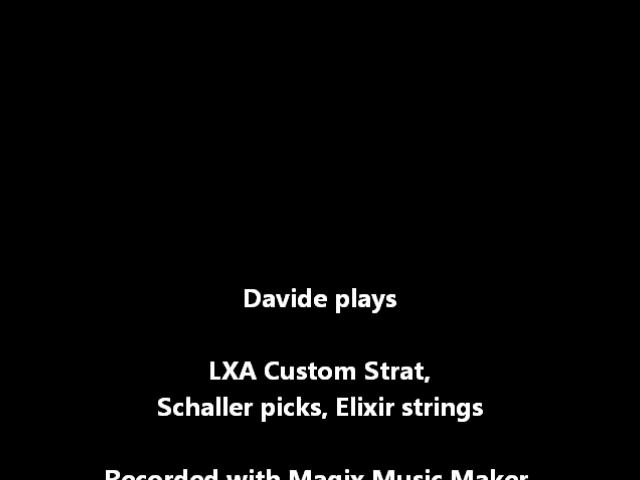 Davide plays
LXA Custom Strat,
Schaller picks, Elixir strings
Recorded with Magix Music Maker